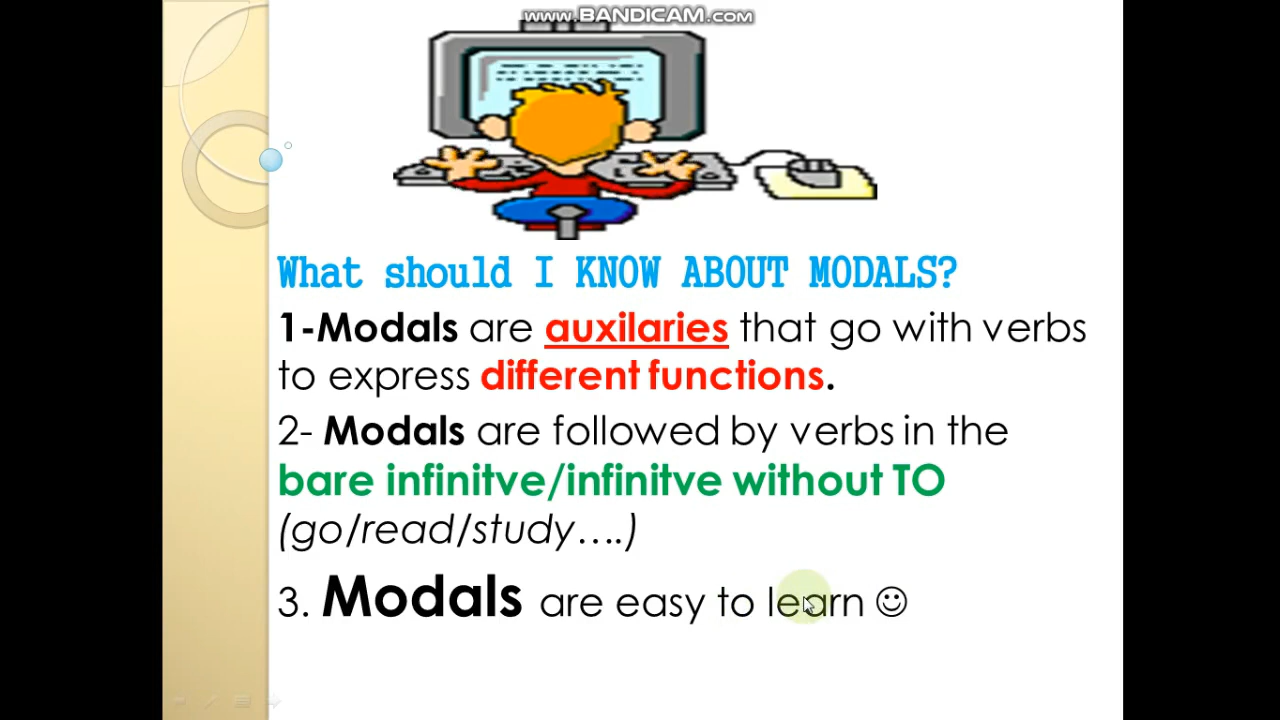 www.BANDICAM.com
What should I KNOW ABOUT MODALS?
1-Modals are auxilaries that go with verbs
to express different functions.
2- Modals are followed by verbs in the
bare infinitve/infinitve without TO
(go/read/study....)
3. Modals are easy to learn ☺